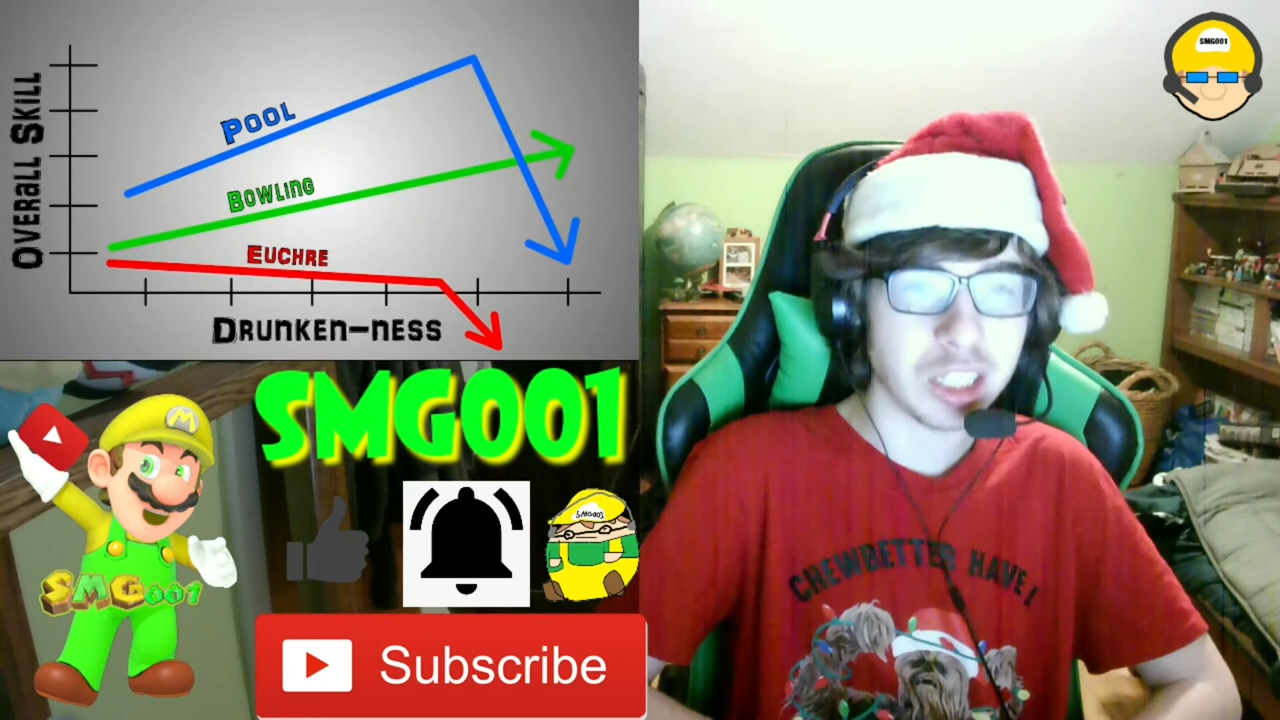 OVERALL SKILL
POOL
BOWLING
EUCHRE
DRUNKEN-NESS
SMG001
SMG001
M
SMG001
SMG001
Subscribe
CHEWBETTER HAVE!